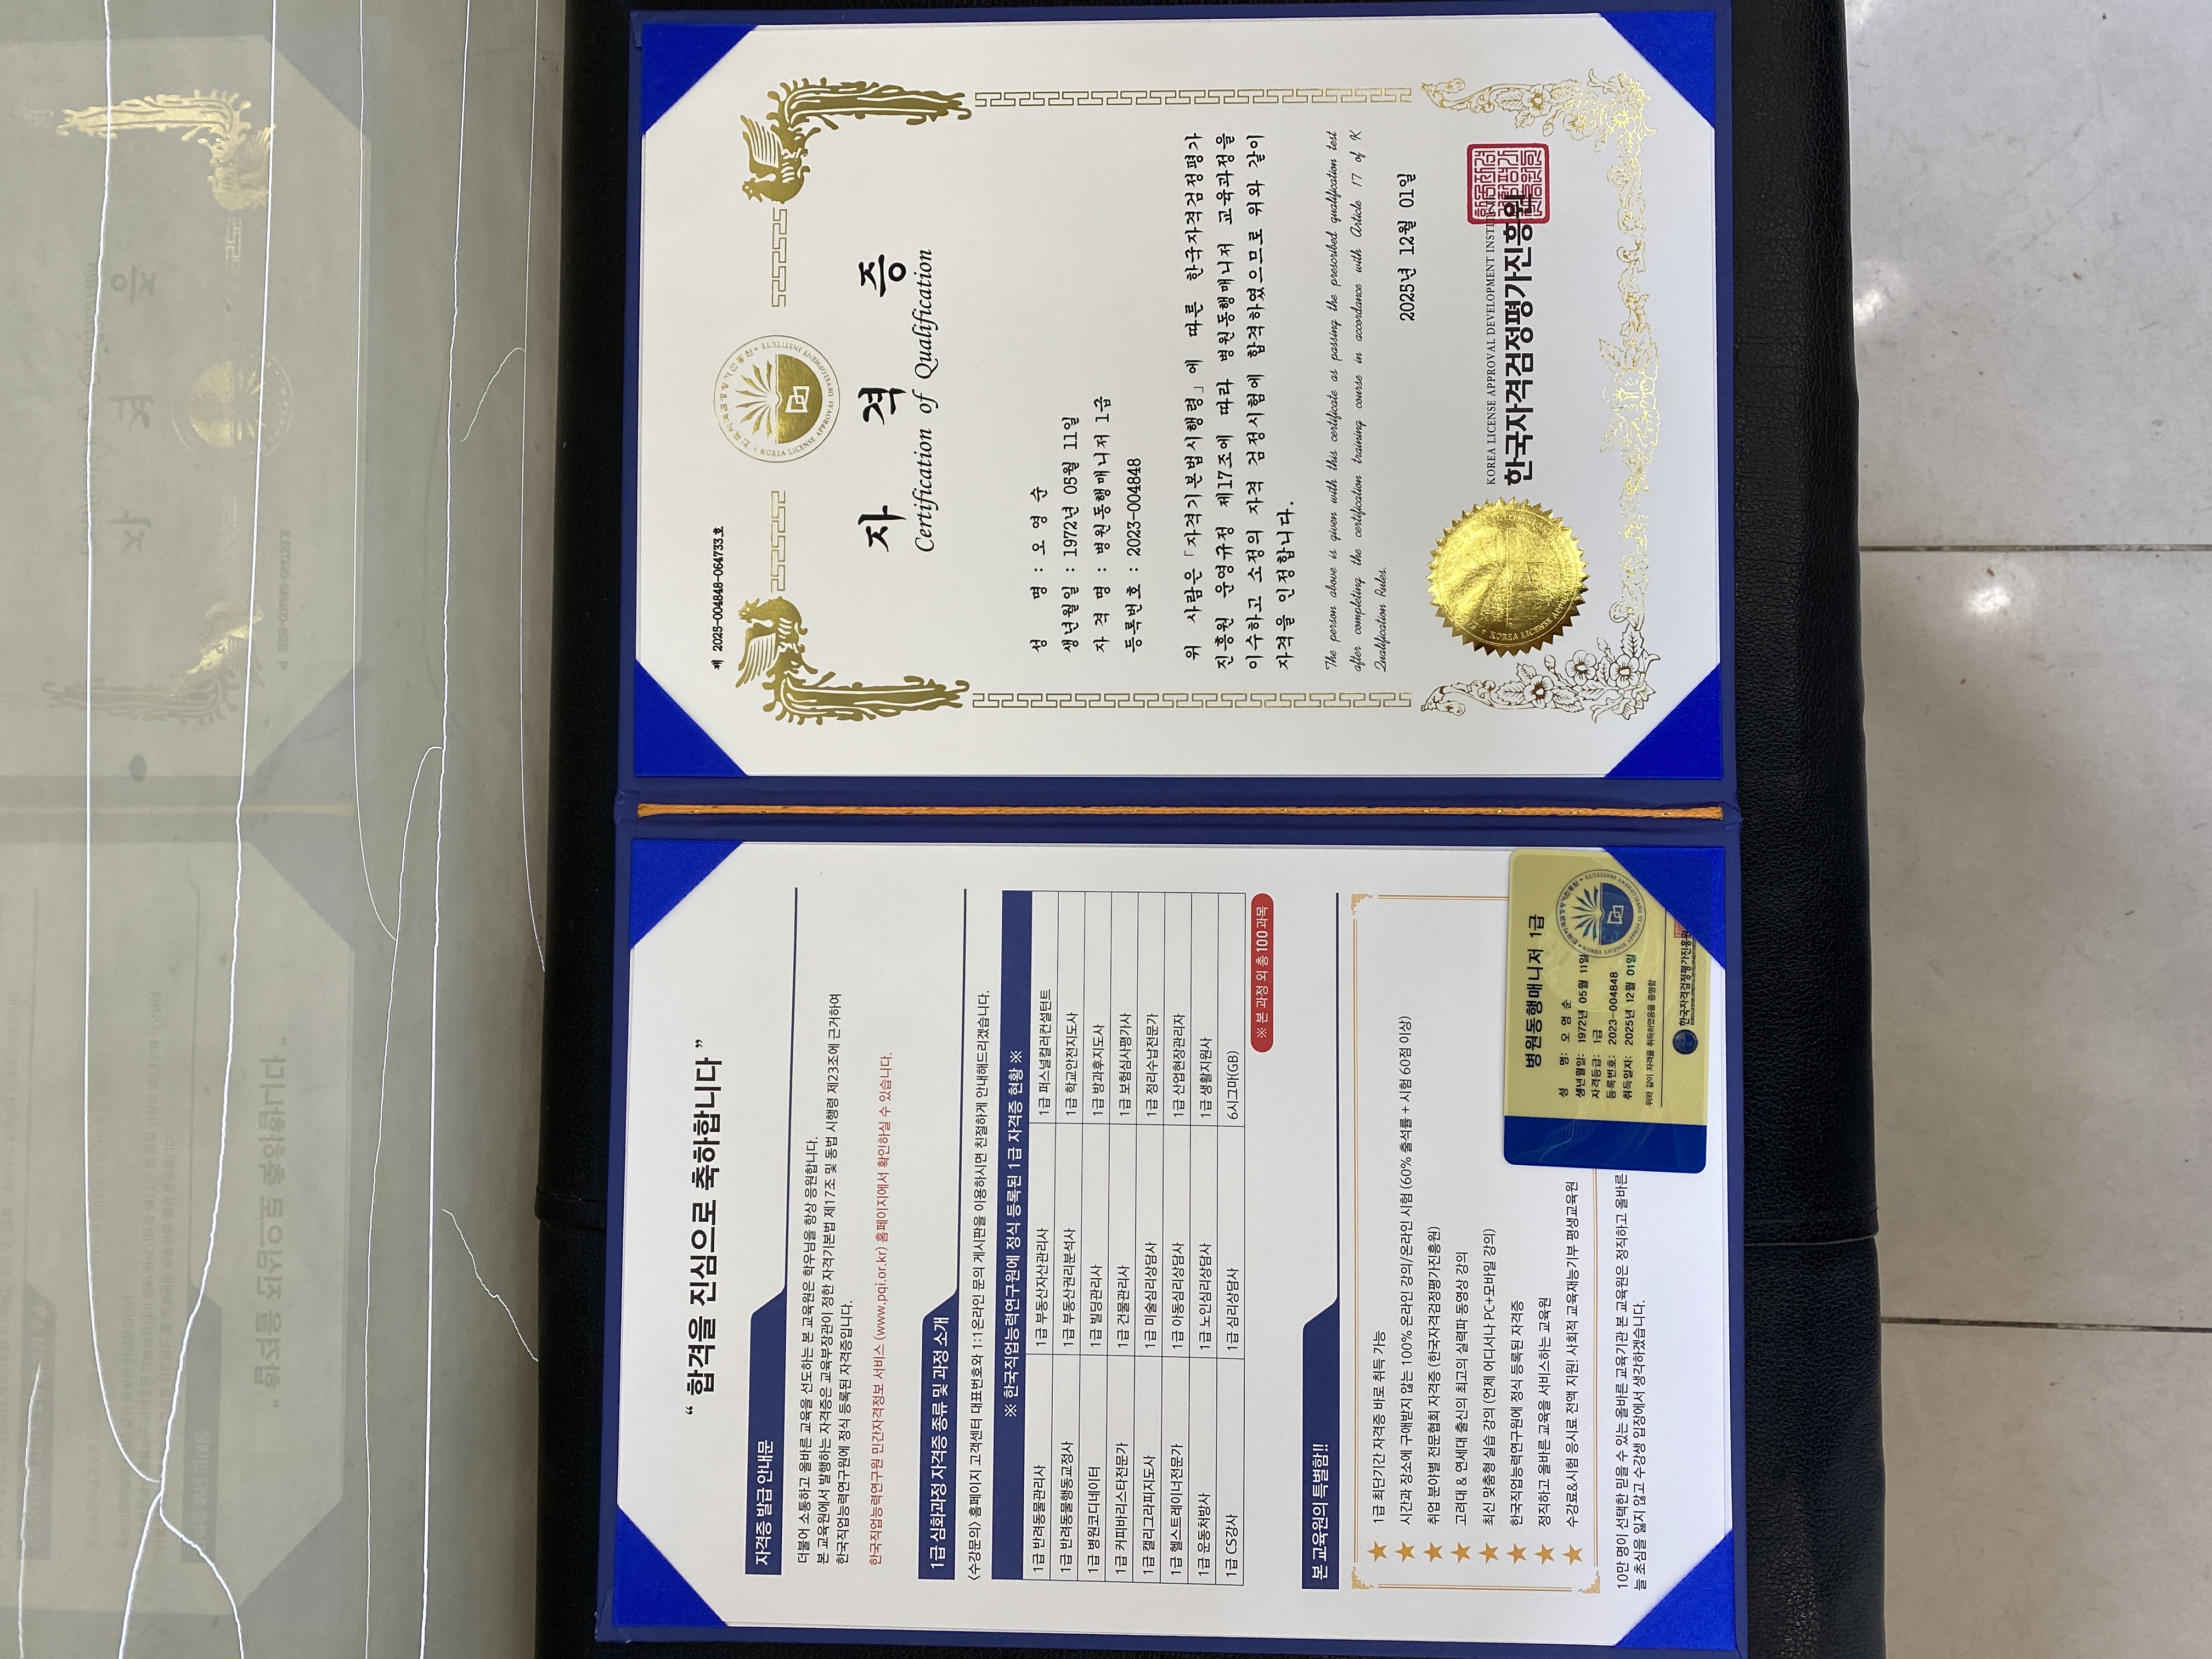 “ 합격을 진심으로 축하합니다 ”
자격증 발급 안내문
더불어 소통하고 올바른 교육을 선도하는 본 교육원은 학우님을 항상 응원합니다.
본 교육원에서 발행하는 자격증은 교육부장관이 정한 자격기본법 제17조 및 동법 시행령 제23조에 근거하여
한국직업능력연구원에 정식 등록된 자격증입니다.
한국직업능력연구원 민간자격정보 서비스 (www.pqi.or.kr) 홈페이지에서 확인하실 수 있습니다.
1급 심화과정 자격증 종류 및 과정 소개
<수강문의> 홈페이지 고객센터 대표번호와 1:1온라인 문의 게시판을 이용하시면 친절하게 안내해드리겠습니다.
※ 한국직업능력연구원에 정식 등록된 1급 자격증 현황 ※
1급 반려동물관리사 1급 부동산자산관리사 1급 퍼스널컬러컨설턴트
1급 반려동물행동교정사 1급 부동산권리분석사 1급 학교안전지도사
1급 병원코디네이터 1급 빌딩관리사 1급 방과후지도사
1급 커피바리스타전문가 1급 건물관리사 1급 보험심사평가사
1급 캘리그라피지도사 1급 미술심리상담사 1급 정리수납전문가
1급 헬스트레이너전문가 1급 아동심리상담사 1급 산업현장관리자
1급 운동처방사 1급 노인심리상담사 1급 생활지원사
1급 CS강사 1급 심리상담사 6시그마(GB)
※ 본 과정 외 총 100과목
본 교육원의 특별함!!
1급 최단기간 자격증 바로 취득 가능
시간과 장소에 구애받지 않는 100% 온라인 강의/온라인 시험 (60% 출석률 + 시험 60점 이상)
취업 분야별 전문협회 자격증 (한국자격검정평가진흥원)
고려대 & 연세대 출신의 최고의 실력파 동영상 강의
최신 맞춤형 실습 강의 (언제 어디서나 PC+모바일 강의)
한국직업능력연구원에 정식 등록된 자격증
정직하고 올바른 교육을 서비스하는 교육원
수강료&시험 응시료 전액 지원! 사회적 교육재능기부 평생교육원
10만 명이 선택한 믿을 수 있는 올바른 교육기관 본 교육원은 정직하고 올바른
늘 초심을 잃지 않고 수강생 입장에서 생각하겠습니다.
병원동행매니저 1급
성 명: 오 영 순
생년월일: 1972년 05월 11일
자격등급: 1급
등록번호: 2023-004848
취득일자: 2025년 12월 01일
위와 같이 자격을 취득하였음을 증명함
한국자격검정평가진흥원
제 2025-004848-064733호
KOREA LICENSE APPROVAL DEVELOPMENT INSTITUTE
자 격 증
Certification of Qualification
성 명 : 오 영 순
생년월일 : 1972년 05월 11일
자 격 명 : 병원동행매니저 1급
등록번호 : 2023-004848
위 사람은 「자격기본법시행령」에 따른 한국자격검정평가
진흥원 운영규정 제17조에 따라 병원동행매니저 교육과정을
이수하고 소정의 자격 검정시험에 합격하였으므로 위와 같이
자격을 인정합니다.
The person above is given with this certificate as passing the prescribed qualification test
after completing the certification training course in accordance with Article 17 of K
Qualification Rules.
2025년 12월 01일
KOREA LICENSE APPROVAL DEVELOPMENT
한국자격검정평가진흥원